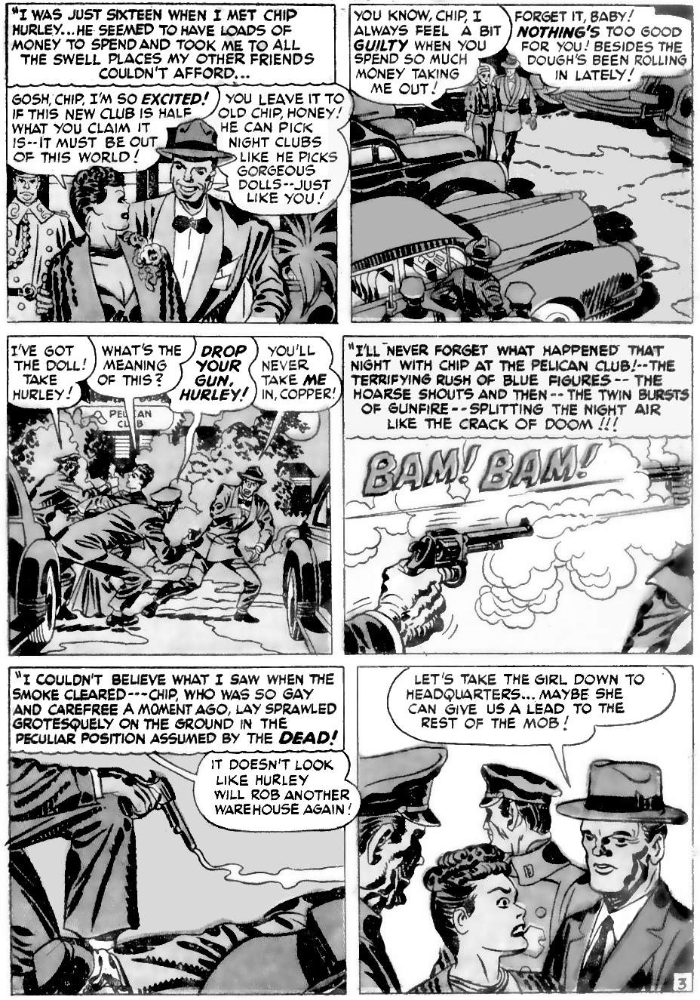 "I WAS JUST SIXTEEN WHEN I MET CHIP
HURLEY...HE SEEMED TO HAVE LOADS OF
MONEY TO SPEND AND TOOK ME TO ALL
THE SWELL PLACES MY OTHER FRIENDS
COULDN'T AFFORD...
GOSH, CHIP, I'M SO EXCITED!
IF THIS NEW CLUB IS HALF
WHAT YOU CLAIM IT
IS--IT MUST BE OUT
OF THIS WORLD!
YOU LEAVE IT TO
OLD CHIP, HONEY!
HE CAN PICK
NIGHT CLUBS
LIKE HE PICKS
GORGEOUS
DOLLS--JUST
LIKE YOU!
YOU KNOW, CHIP, I
ALWAYS FEEL A BIT
GUILTY WHEN YOU
SPEND SO MUCH
MONEY TAKING
ME OUT!
FORGET IT, BABY!
NOTHING'S TOO GOOD
FOR YOU! BESIDES THE
DOUGH'S BEEN ROLLING
IN LATELY!
I'VE GOT
THE DOLL!
TAKE
HURLEY!
WHAT'S THE
MEANING
OF THIS?
DROP
YOUR
GUN,
HURLEY!
YOU'LL
NEVER
TAKE ME
IN, COPPER!
PELICAN
CLUB
"I'LL NEVER FORGET WHAT HAPPENED THAT
NIGHT WITH CHIP AT THE PELICAN CLUB!--THE
TERRIFYING RUSH OF BLUE FIGURES--THE
HOARSE SHOUTS AND THEN--THE TWIN BURSTS
OF GUNFIRE--SPLITTING THE NIGHT AIR
LIKE THE CRACK OF DOOM!!!
BAM! BAM!
"I COULDN'T BELIEVE WHAT I SAW WHEN THE
SMOKE CLEARED---CHIP, WHO WAS SO GAY
AND CAREFREE A MOMENT AGO, LAY SPRAWLED
GROTESQUELY ON THE GROUND IN THE
PECULIAR POSITION ASSUMED BY THE DEAD!
IT DOESN'T LOOK
LIKE HURLEY
WILL ROB ANOTHER
WAREHOUSE AGAIN!
LET'S TAKE THE GIRL DOWN TO
HEADQUARTERS...MAYBE SHE
CAN GIVE US A LEAD TO THE
REST OF THE MOB!
3